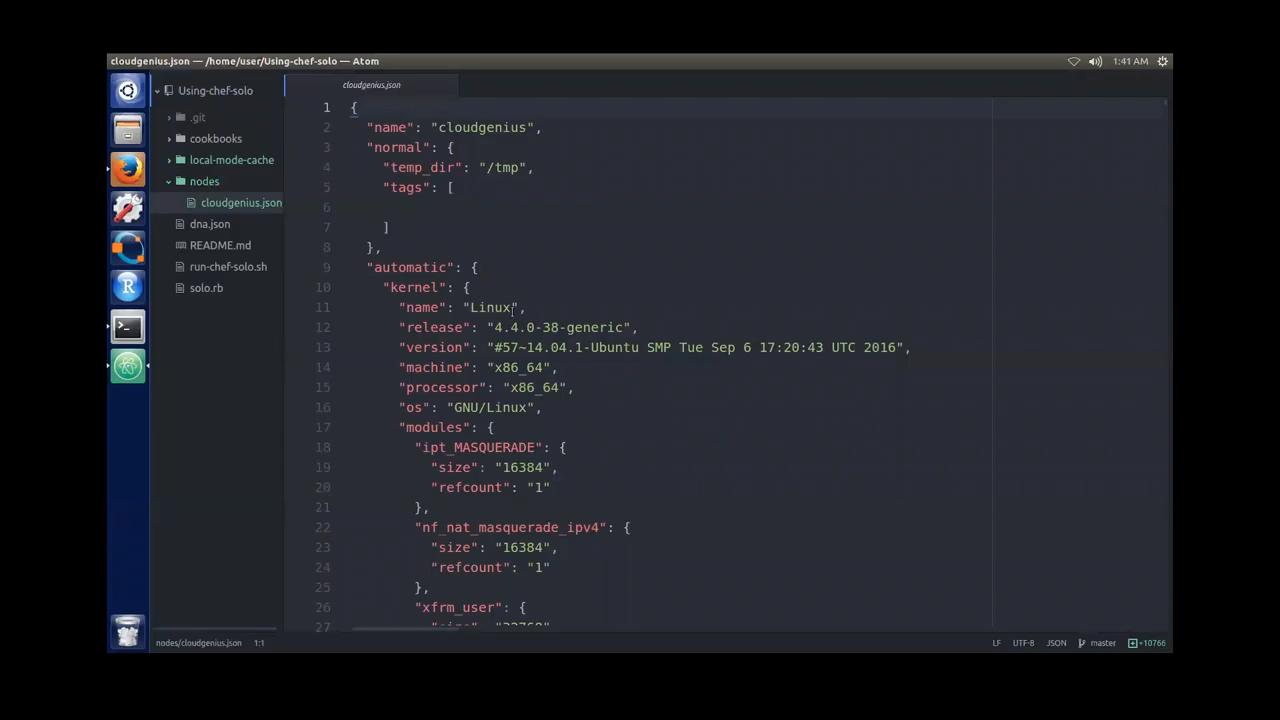 cloudgenius.json — /home/user/Using-chef-solo — Atom
1:41 AM
Using-chef-solo
.git
cookbooks
local-mode-cache
nodes
cloudgenius.json
dna.json
README.md
run-chef-solo.sh
solo.rb
cloudgenius.json
1 {
2 "name": "cloudgenius",
3 "normal": {
4 "temp_dir": "/tmp",
5 "tags": [
6
7 ]
8 },
9 "automatic": {
10 "kernel": {
11 "name": "Linux",
12 "release": "4.4.0-38-generic",
13 "version": "#57~14.04.1-Ubuntu SMP Tue Sep 6 17:20:43 UTC 2016",
14 "machine": "x86_64",
15 "processor": "x86_64",
16 "os": "GNU/Linux",
17 "modules": {
18 "ipt_MASQUERADE": {
19 "size": "16384",
20 "refcount": "1"
21 },
22 "nf_nat_masquerade_ipv4": {
23 "size": "16384",
24 "refcount": "1"
25 },
26 "xfrm_user": {
27 "size": "32768"
nodes/cloudgenius.json 1:1
LF UTF-8 JSON master +10766